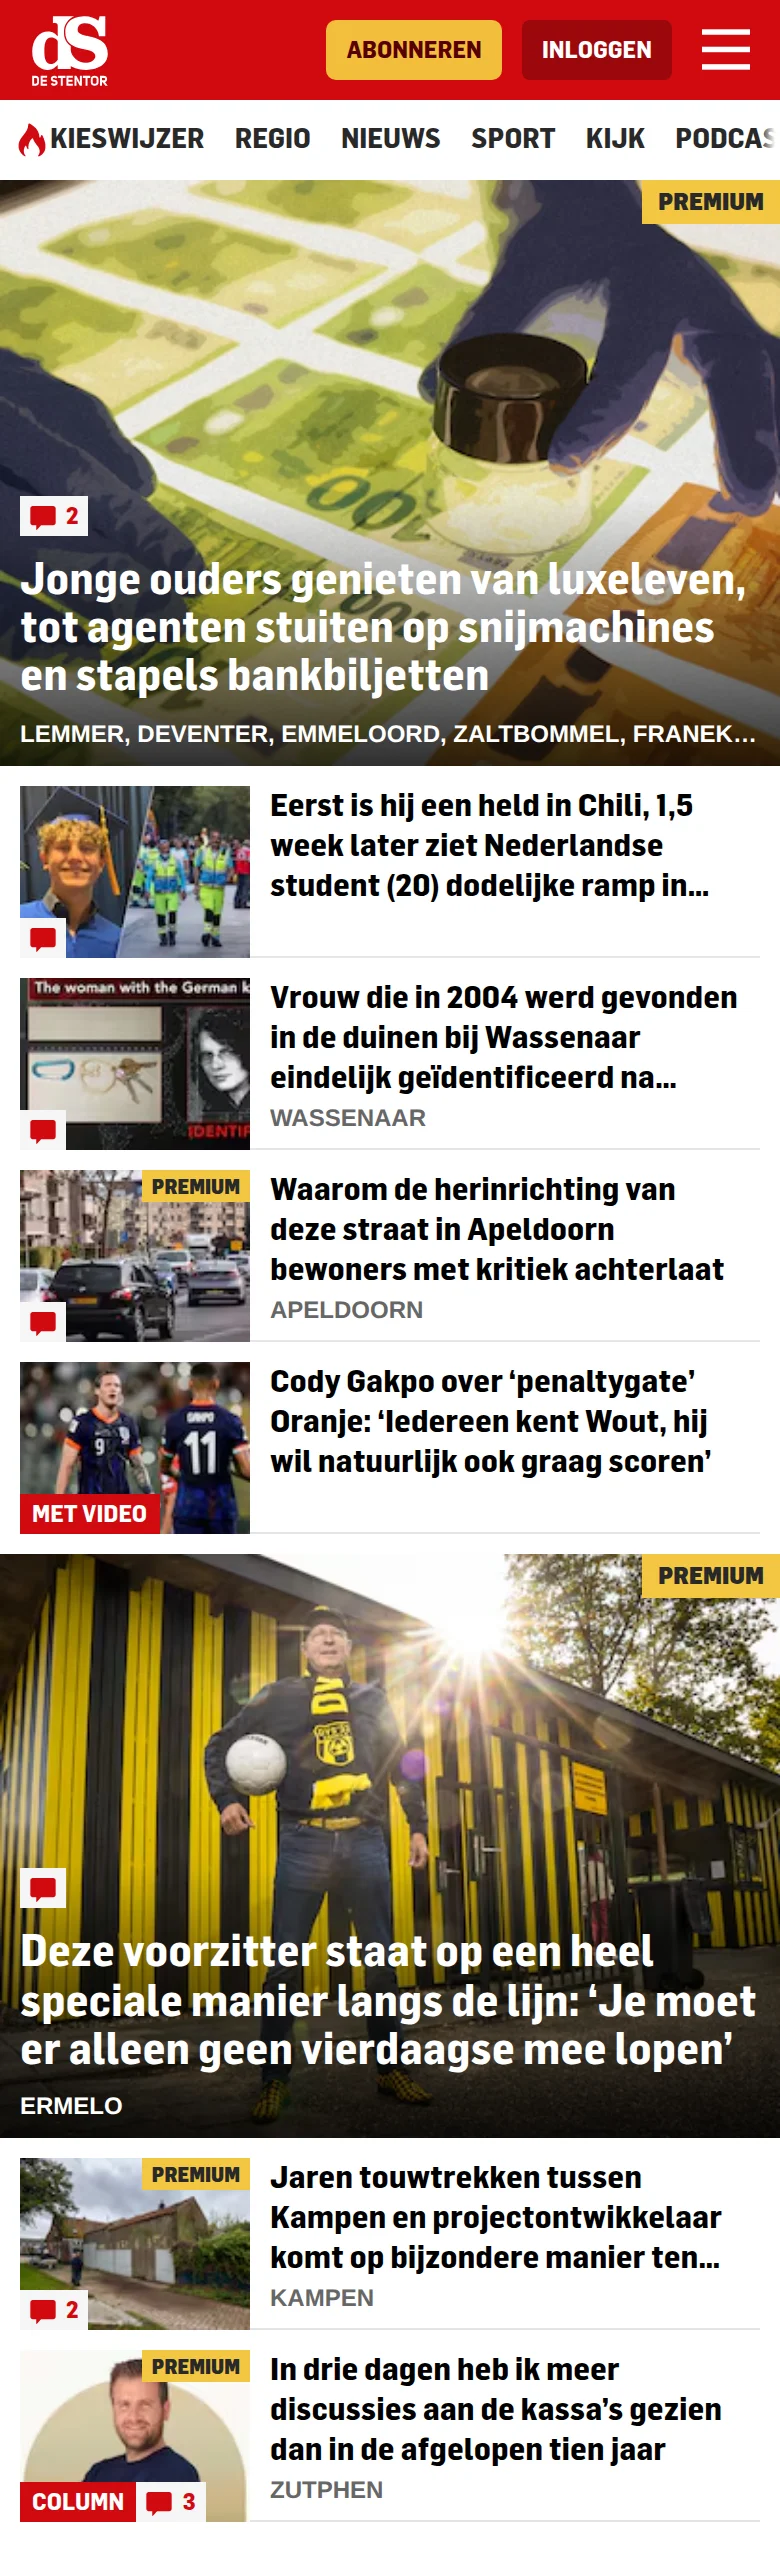 dS
DE STENTOR
ABONNEREN
INLOGGEN
KIESWIJZER REGIO NIEUWS SPORT KIJK PODCAS
PREMIUM
100
2
Jonge ouders genieten van luxeleven,
tot agenten stuiten op snijmachines
en stapels bankbiljetten
LEMMER, DEVENTER, EMMELOORD, ZALTBOMMEL, FRANEK...
Eerst is hij een held in Chili, 1,5
week later ziet Nederlandse
student (20) dodelijke ramp in...
The woman with the German k
IDENTIF
Vrouw die in 2004 werd gevonden
in de duinen bij Wassenaar
eindelijk geïdentificeerd na...
WASSENAAR
PREMIUM
Waarom de herinrichting van
deze straat in Apeldoorn
bewoners met kritiek achterlaat
APELDOORN
9
GAKPO
11
MET VIDEO
Cody Gakpo over ‘penaltygate’
Oranje: ‘Iedereen kent Wout, hij
wil natuurlijk ook graag scoren’
PREMIUM
DV
Deze voorzitter staat op een heel
speciale manier langs de lijn: ‘Je moet
er alleen geen vierdaagse mee lopen’
ERMELO
PREMIUM
2
Jaren touwtrekken tussen
Kampen en projectontwikkelaar
komt op bijzondere manier ten...
KAMPEN
PREMIUM
COLUMN
3
In drie dagen heb ik meer
discussies aan de kassa’s gezien
dan in de afgelopen tien jaar
ZUTPHEN